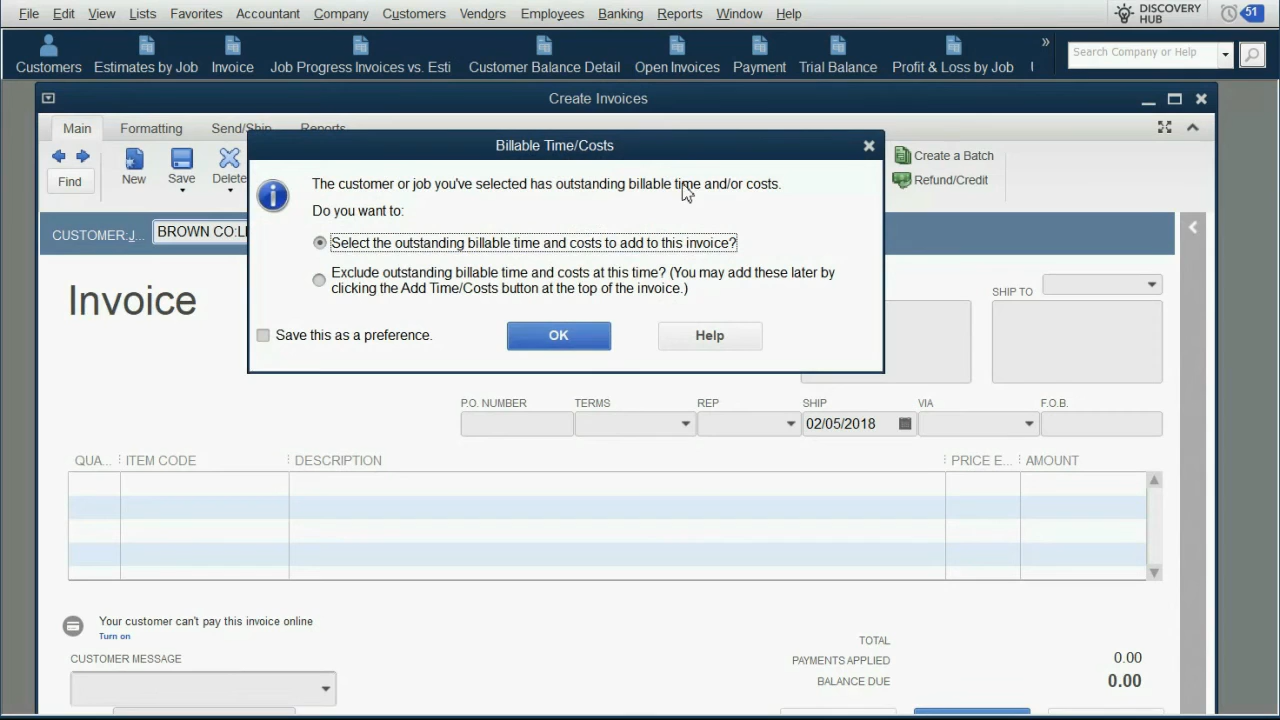 File Edit View Lists Favorites Accountant Company Customers Vendors Employees Banking Reports Window Help
DISCOVERY HUB
51
Customers Estimates by Job Invoice Job Progress Invoices vs. Esti Customer Balance Detail Open Invoices Payment Trial Balance Profit & Loss by Job »
Search Company or Help
Create Invoices
Main Formatting Send/Ship Reports
Find New Save Delete
Create a Batch
Refund/Credit
Billable Time/Costs
The customer or job you've selected has outstanding billable time and/or costs.
Do you want to:
Select the outstanding billable time and costs to add to this invoice?
Exclude outstanding billable time and costs at this time? (You may add these later by
clicking the Add Time/Costs button at the top of the invoice.)
Save this as a preference. OK Help
CUSTOMER:J... BROWN CO:
Invoice
SHIP TO
P.O. NUMBER TERMS REP SHIP VIA F.O.B.
02/05/2018
QUA... ITEM CODE DESCRIPTION PRICE E... AMOUNT
Your customer can't pay this invoice online
Turn on
CUSTOMER MESSAGE
TOTAL
PAYMENTS APPLIED 0.00
BALANCE DUE 0.00